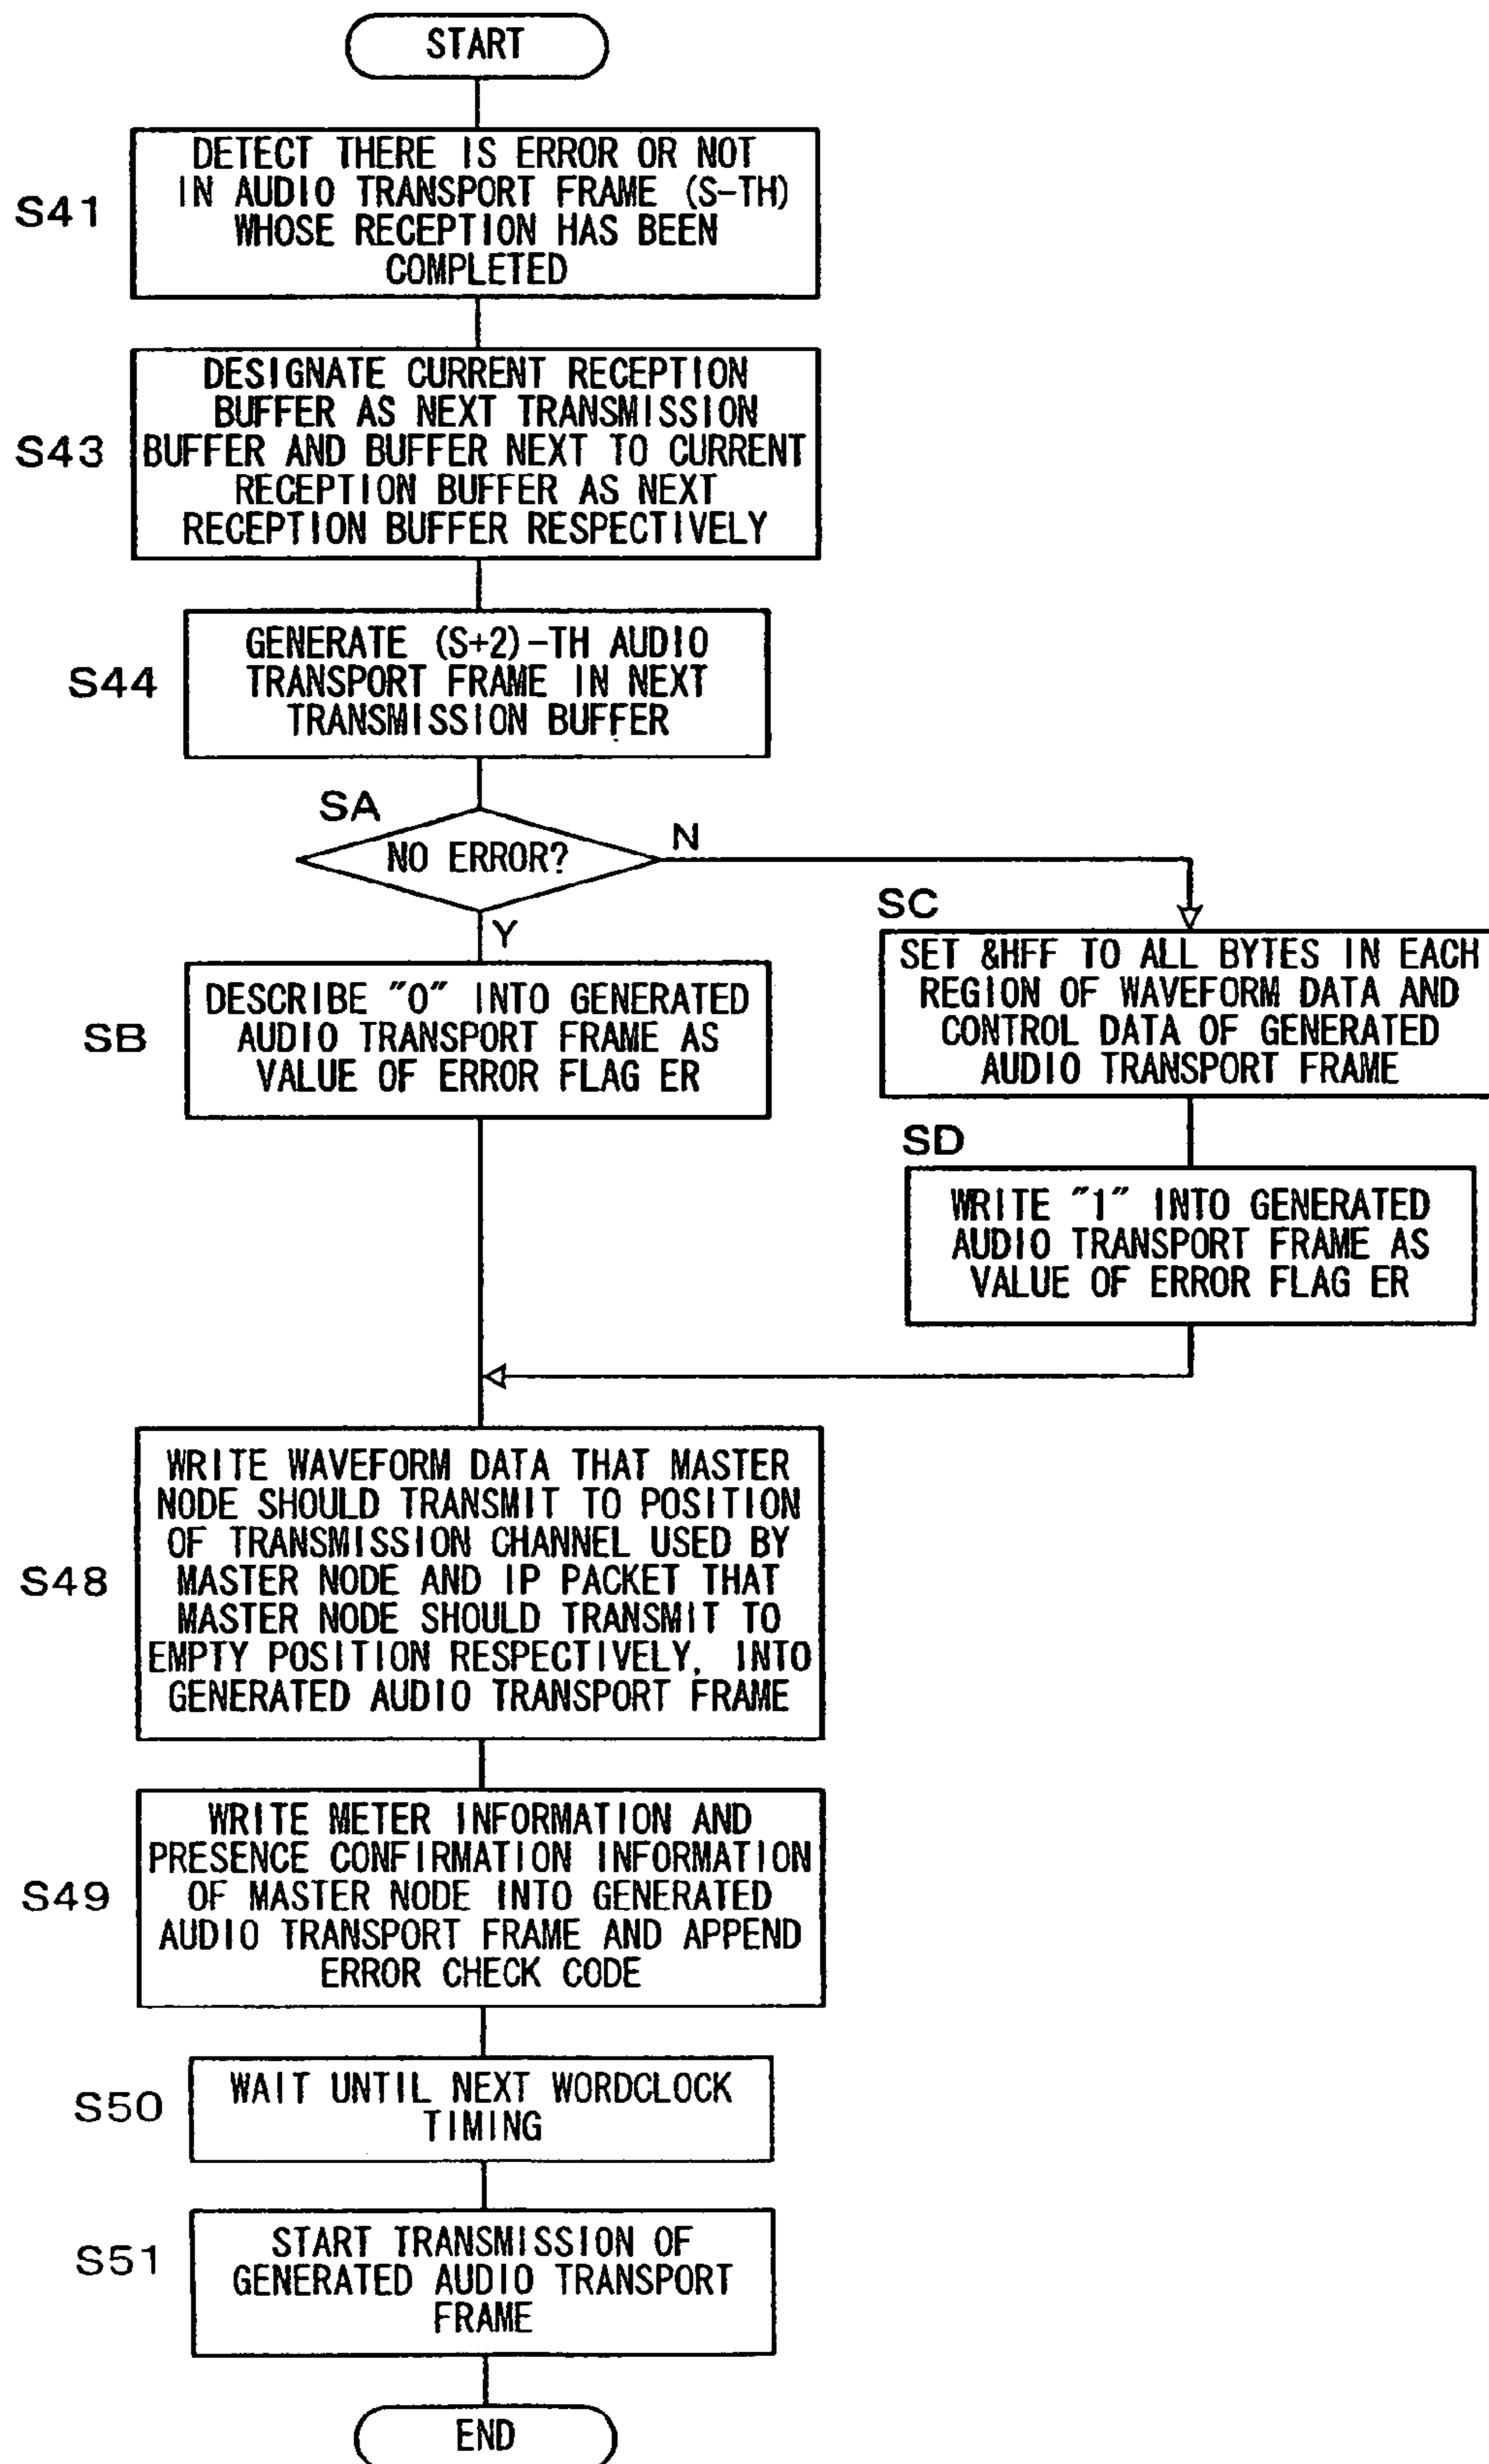 START
S41
DETECT THERE IS ERROR OR NOT
IN AUDIO TRANSPORT FRAME (S-TH)
WHOSE RECEPTION HAS BEEN
COMPLETED
S43
DESIGNATE CURRENT RECEPTION
BUFFER AS NEXT TRANSMISSION
BUFFER AND BUFFER NEXT TO CURRENT
RECEPTION BUFFER AS NEXT
RECEPTION BUFFER RESPECTIVELY
S44
GENERATE (S+2)-TH AUDIO
TRANSPORT FRAME IN NEXT
TRANSMISSION BUFFER
SA
NO ERROR?
N
Y
SB
DESCRIBE "0" INTO GENERATED
AUDIO TRANSPORT FRAME AS
VALUE OF ERROR FLAG ER
SC
SET &HFF TO ALL BYTES IN EACH
REGION OF WAVEFORM DATA AND
CONTROL DATA OF GENERATED
AUDIO TRANSPORT FRAME
SD
WRITE "1" INTO GENERATED
AUDIO TRANSPORT FRAME AS
VALUE OF ERROR FLAG ER
S48
WRITE WAVEFORM DATA THAT MASTER
NODE SHOULD TRANSMIT TO POSITION
OF TRANSMISSION CHANNEL USED BY
MASTER NODE AND IP PACKET THAT
MASTER NODE SHOULD TRANSMIT TO
EMPTY POSITION RESPECTIVELY, INTO
GENERATED AUDIO TRANSPORT FRAME
S49
WRITE METER INFORMATION AND
PRESENCE CONFIRMATION INFORMATION
OF MASTER NODE INTO GENERATED
AUDIO TRANSPORT FRAME AND APPEND
ERROR CHECK CODE
S50
WAIT UNTIL NEXT WORDCLOCK
TIMING
S51
START TRANSMISSION OF
GENERATED AUDIO TRANSPORT
FRAME
END